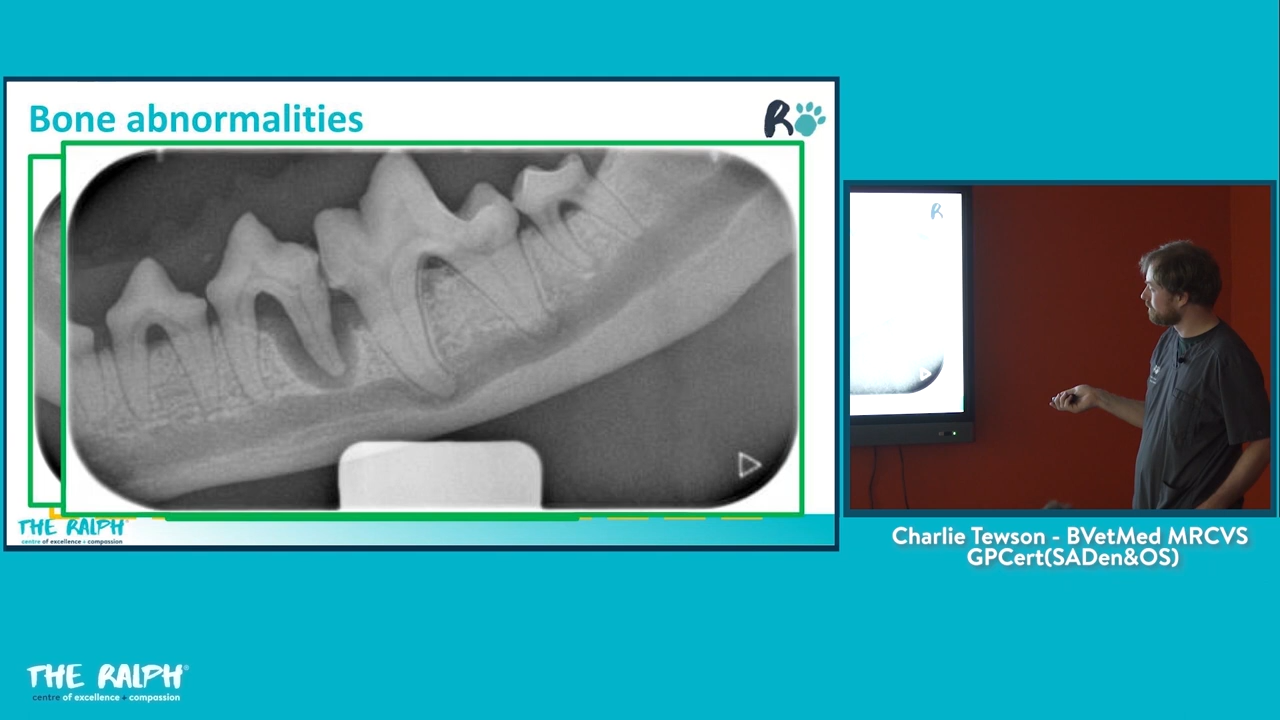 Bone abnormalities
R
R
THE RALPH
centre of excellence + compassion
Charlie Tewson - BVetMed MRCVS
GPCert(SADen&OS)
THE RALPH®
centre of excellence + compassion